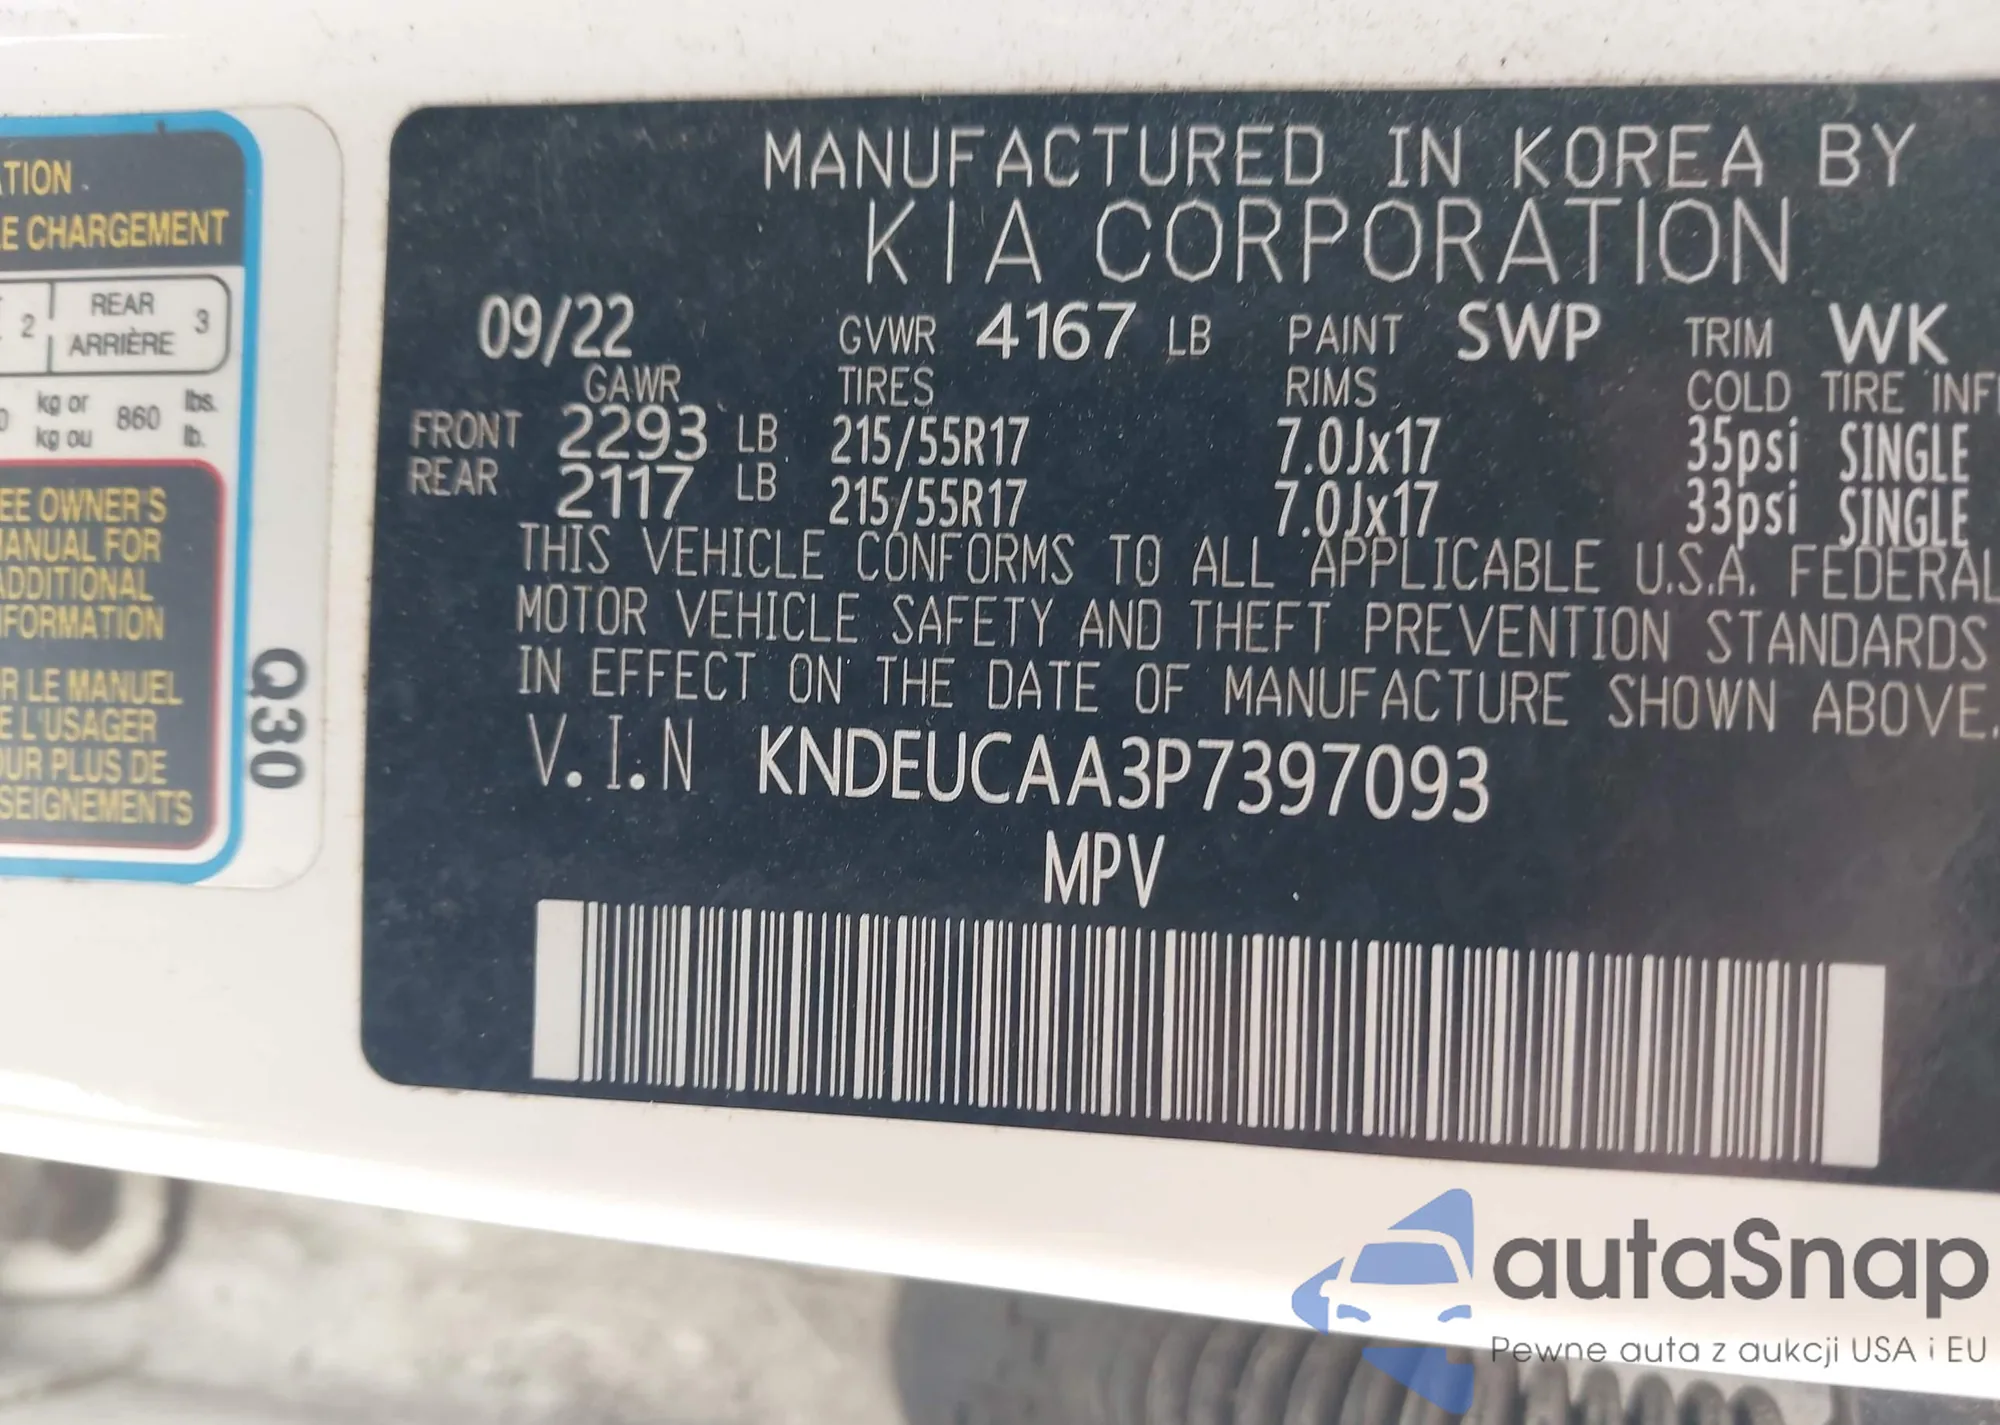 MANUFACTURED IN KOREA BY
KIA CORPORATION
09/22 GVWR 4167 LB PAINT SWP TRIM WK
GAWR TIRES RIMS COLD TIRE
FRONT 2293 LB 215/55R17 7.0Jx17 35psi SINGLE
REAR 2117 LB 215/55R17 7.0Jx17 33psi SINGLE
THIS VEHICLE CONFORMS TO ALL APPLICABLE U.S.A. FEDERAL
MOTOR VEHICLE SAFETY AND THEFT PREVENTION STANDARDS
IN EFFECT ON THE DATE OF MANUFACTURE SHOWN ABOVE.
V.I.N KNDEUCAA3P7397093
MPV
ATION
LE CHARGEMENT
2 REAR 3
ARRIÈRE
kg or 860 lbs.
kg ou lb.
EE OWNER'S
MANUAL FOR
ADDITIONAL
NFORMATION
R LE MANUEL
E L'USAGER
OUR PLUS DE
SEIGNEMENTS
Q30
autaSnap
Pewne auta z aukcji USA i EU